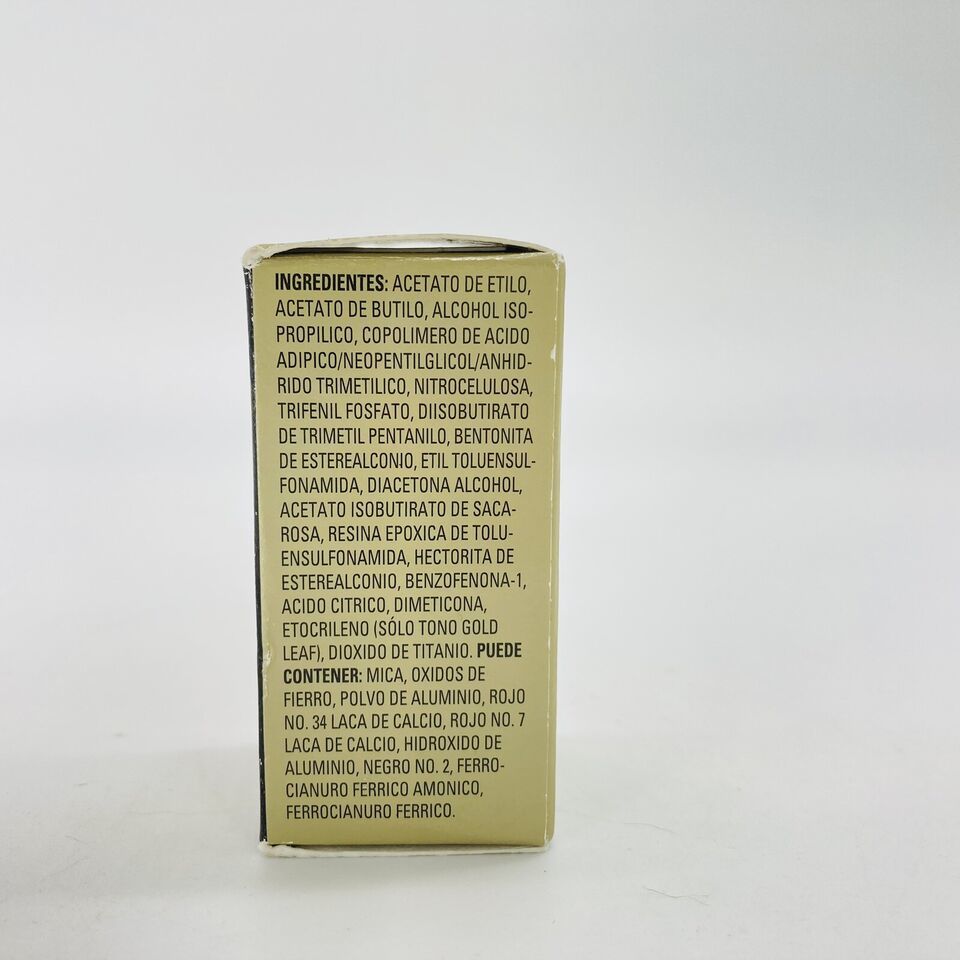 INGREDIENTES: ACETATO DE ETILO,
ACETATO DE BUTILO, ALCOHOL ISO-
PROPILICO, COPOLIMERO DE ACIDO
ADIPICO/NEOPENTILGLICOL/ANHID-
RIDO TRIMETILICO, NITROCELULOSA,
TRIFENIL FOSFATO, DIISOBUTIRATO
DE TRIMETIL PENTANILO, BENTONITA
DE ESTEREALCONIO, ETIL TOLUENSUL-
FONAMIDA, DIACETONA ALCOHOL,
ACETATO ISOBUTIRATO DE SACA-
ROSA, RESINA EPOXICA DE TOLU-
ENSULFONAMIDA, HECTORITA DE
ESTEREALCONIO, BENZOFENONA-1,
ACIDO CITRICO, DIMETICONA,
ETOCRILENO (SÓLO TONO GOLD
LEAF), DIOXIDO DE TITANIO. PUEDE
CONTENER: MICA, OXIDOS DE
FIERRO, POLVO DE ALUMINIO, ROJO
NO. 34 LACA DE CALCIO, ROJO NO. 7
LACA DE CALCIO, HIDROXIDO DE
ALUMINIO, NEGRO NO. 2, FERRO-
CIANURO FERRICO AMONICO,
FERROCIANURO FERRICO.